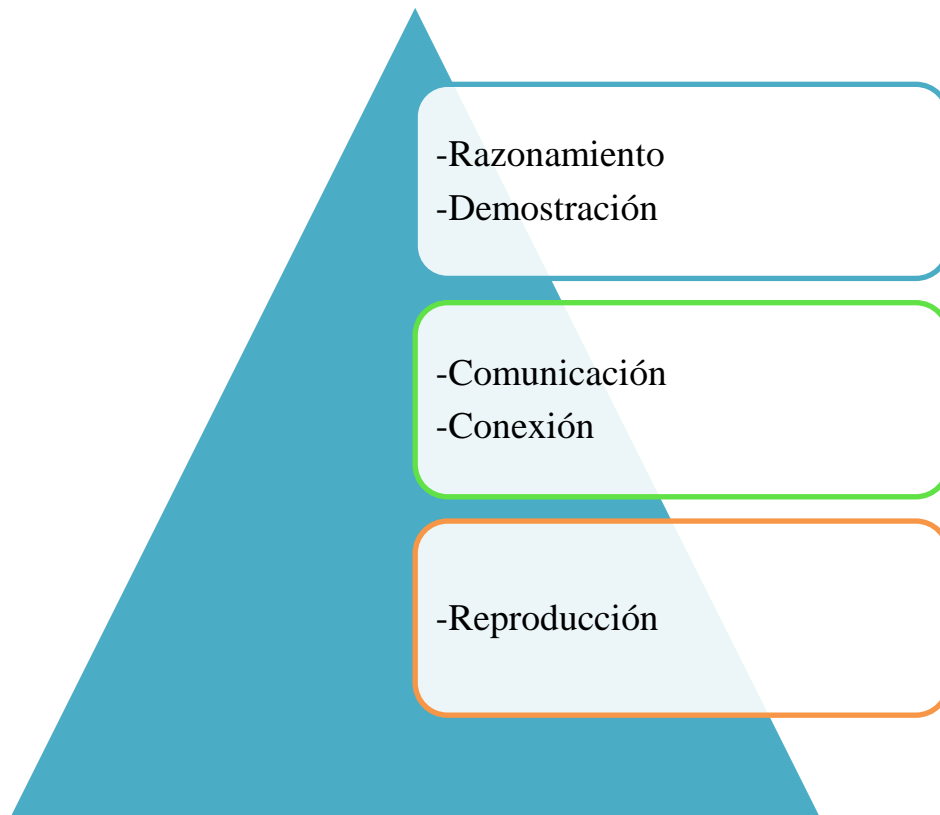 -Razonamiento
-Demostración
-Comunicación
-Conexión
-Reproducción